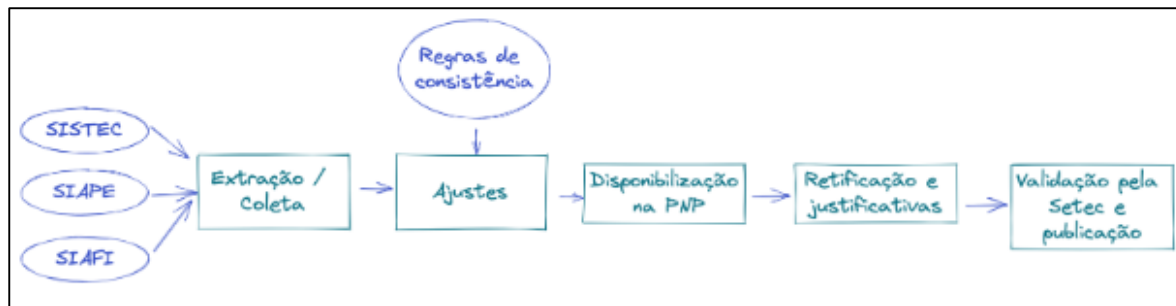 Regras de
consistência
SISTEC
SIAPE
SIAFI
Extração /
Coleta
Ajustes
Disponibilização
na PNP
Retificação e
justificativas
Validação pela
Setec e
publicação